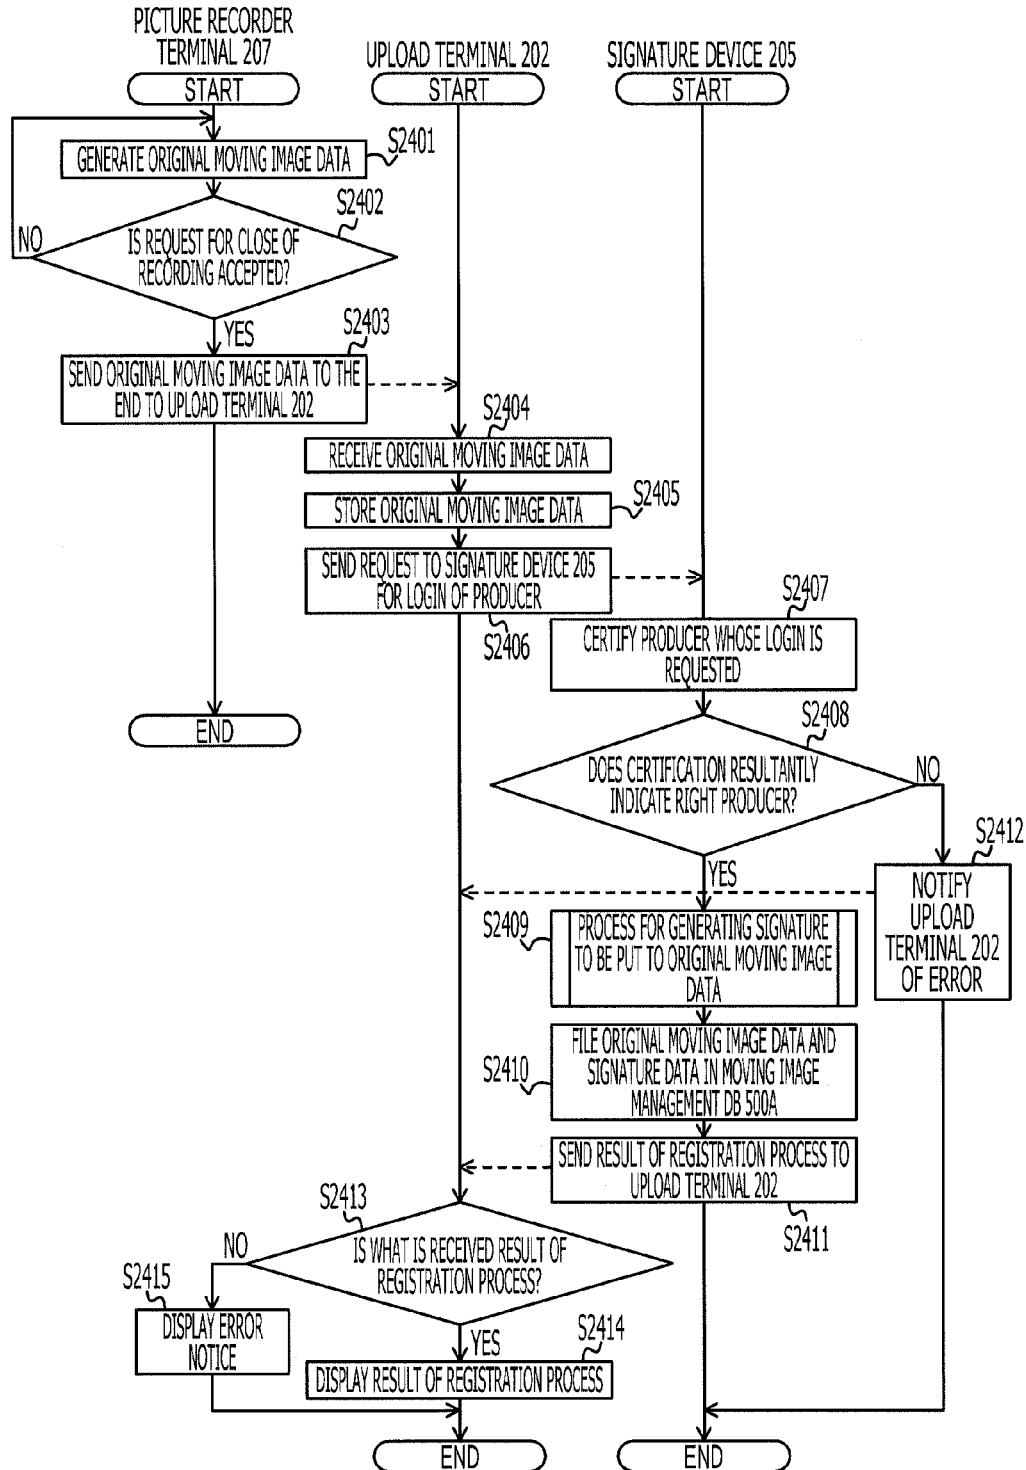 PICTURE RECORDER
TERMINAL 207
UPLOAD TERMINAL 202
SIGNATURE DEVICE 205
START
START
START
S2401
GENERATE ORIGINAL MOVING IMAGE DATA
S2402
NO
IS REQUEST FOR CLOSE OF
RECORDING ACCEPTED?
YES
S2403
SEND ORIGINAL MOVING IMAGE DATA TO THE
END TO UPLOAD TERMINAL 202
S2404
RECEIVE ORIGINAL MOVING IMAGE DATA
S2405
STORE ORIGINAL MOVING IMAGE DATA
SEND REQUEST TO SIGNATURE DEVICE 205
FOR LOGIN OF PRODUCER
S2406
S2407
CERTIFY PRODUCER WHOSE LOGIN IS
REQUESTED
END
S2408
DOES CERTIFICATION RESULTANTLY
INDICATE RIGHT PRODUCER?
NO
YES
S2412
NOTIFY
UPLOAD
TERMINAL 202
OF ERROR
S2409
PROCESS FOR GENERATING SIGNATURE
TO BE PUT TO ORIGINAL MOVING IMAGE
DATA
S2410
FILE ORIGINAL MOVING IMAGE DATA AND
SIGNATURE DATA IN MOVING IMAGE
MANAGEMENT DB 500A
SEND RESULT OF REGISTRATION PROCESS TO
UPLOAD TERMINAL 202
S2411
S2413
NO
IS WHAT IS RECEIVED RESULT OF
REGISTRATION PROCESS?
S2415
DISPLAY ERROR
NOTICE
YES
S2414
DISPLAY RESULT OF REGISTRATION PROCESS
END
END